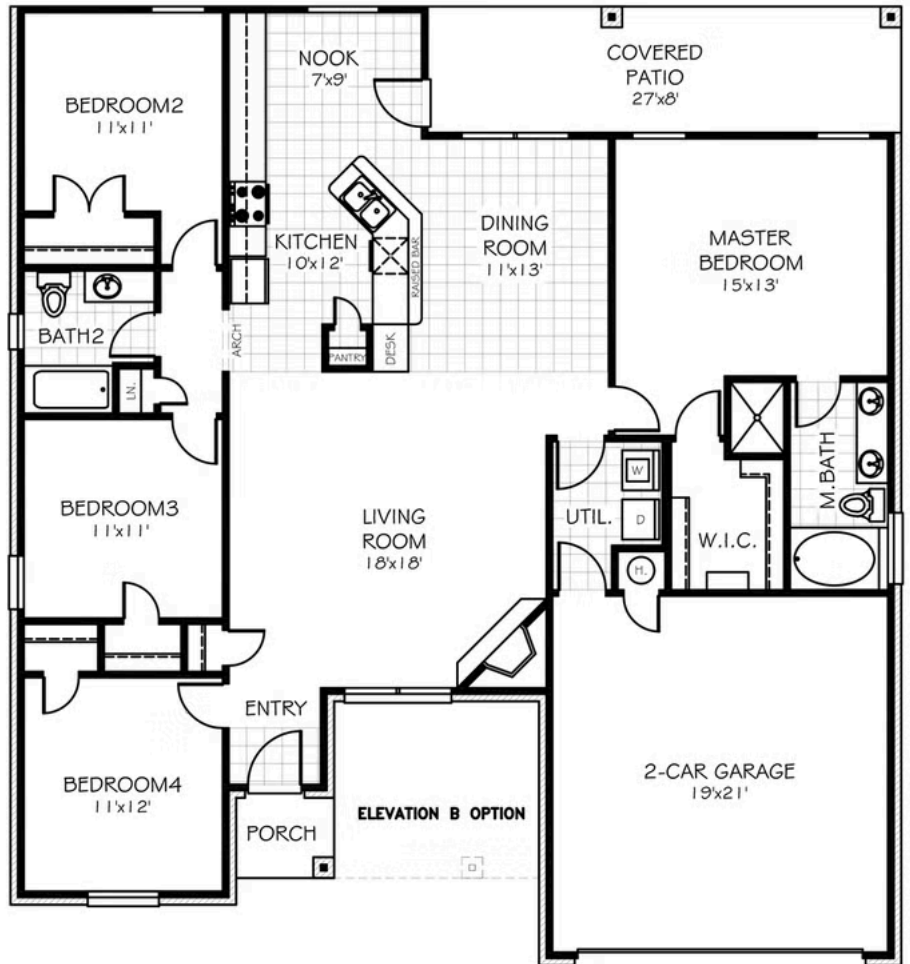 NOOK
7'x9'
COVERED
PATIO
27'x8'
BEDROOM2
11'x11'
KITCHEN
10'x12'
RAISED BAR
DINING
ROOM
11'x13'
MASTER
BEDROOM
15'x13'
BATH2
ARCH
PANTRY
DESK
LN.
M.BATH
W
D
UTIL.
W.I.C.
H.
BEDROOM3
11'x11'
LIVING
ROOM
18'x18'
ENTRY
BEDROOM4
11'x12'
PORCH
ELEVATION B OPTION
2-CAR GARAGE
19'x21'